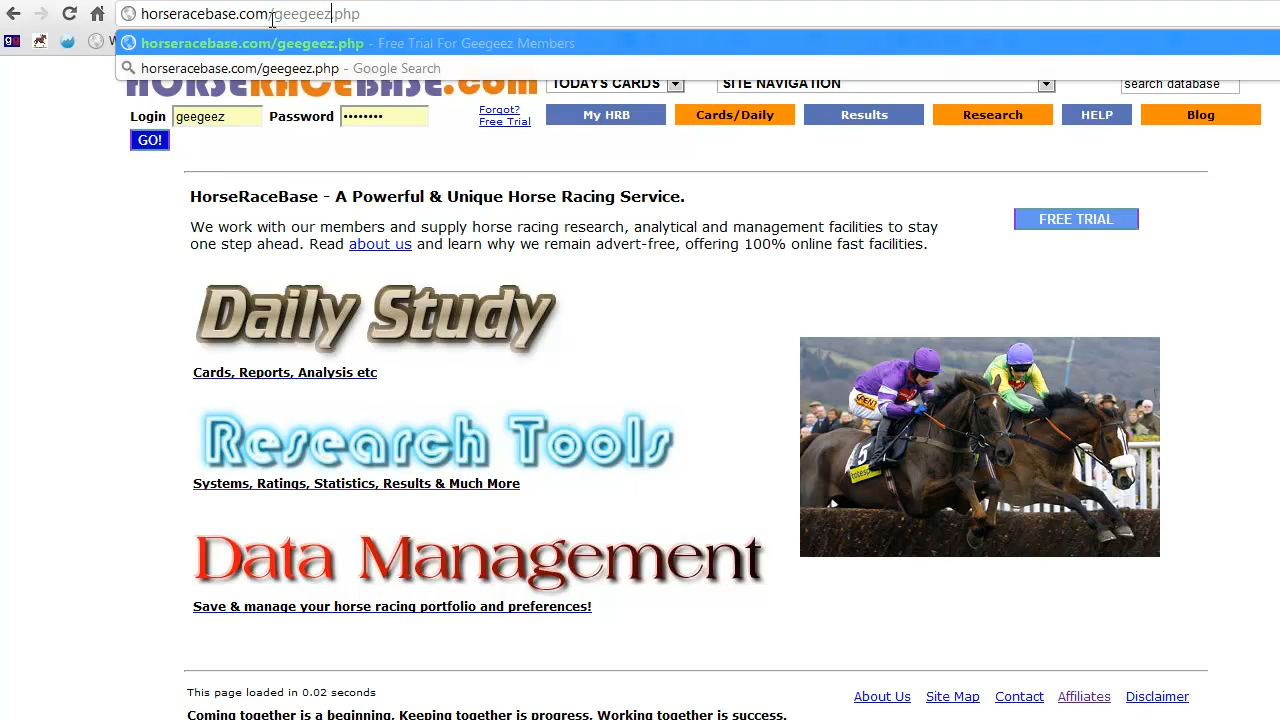 horseracebase.com/geegeez.php
horseracebase.com/geegeez.php - Free Trial For Geegeez Members
horseracebase.com/geegeez.php - Google Search
go W
HORSERACEBASE.com TODAYS CARDS SITE NAVIGATION search database
Login geegeez Password •••••••• Forgot? My HRB Cards/Daily Results Research HELP Blog
Free Trial
GO!
HorseRaceBase - A Powerful & Unique Horse Racing Service.
We work with our members and supply horse racing research, analytical and management facilities to stay
one step ahead. Read about us and learn why we remain advert-free, offering 100% online fast facilities.
FREE TRIAL
Daily Study
Cards, Reports, Analysis etc
Research Tools
Systems, Ratings, Statistics, Results & Much More
Data Management
Save & manage your horse racing portfolio and preferences!
5
This page loaded in 0.02 seconds
About Us Site Map Contact Affiliates Disclaimer
Coming together is a beginning. Keeping together is progress. Working together is success.